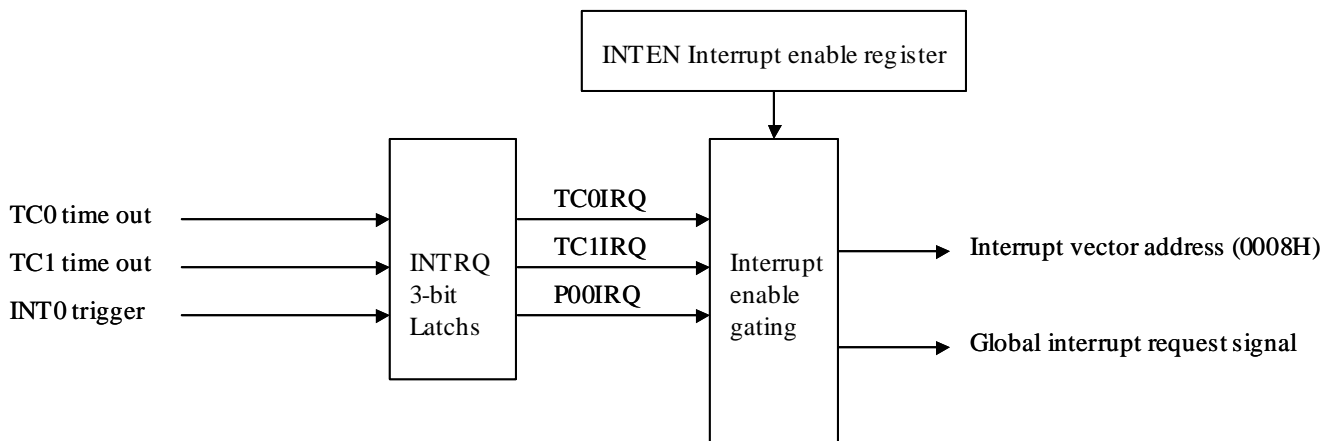 INTEN Interrupt enable register
TC0 time out
TC1 time out
INT0 trigger
INTRQ
3-bit
Latchs
TC0IRQ
TC1IRQ
P00IRQ
Interrupt
enable
gating
Interrupt vector address (0008H)
Global interrupt request signal